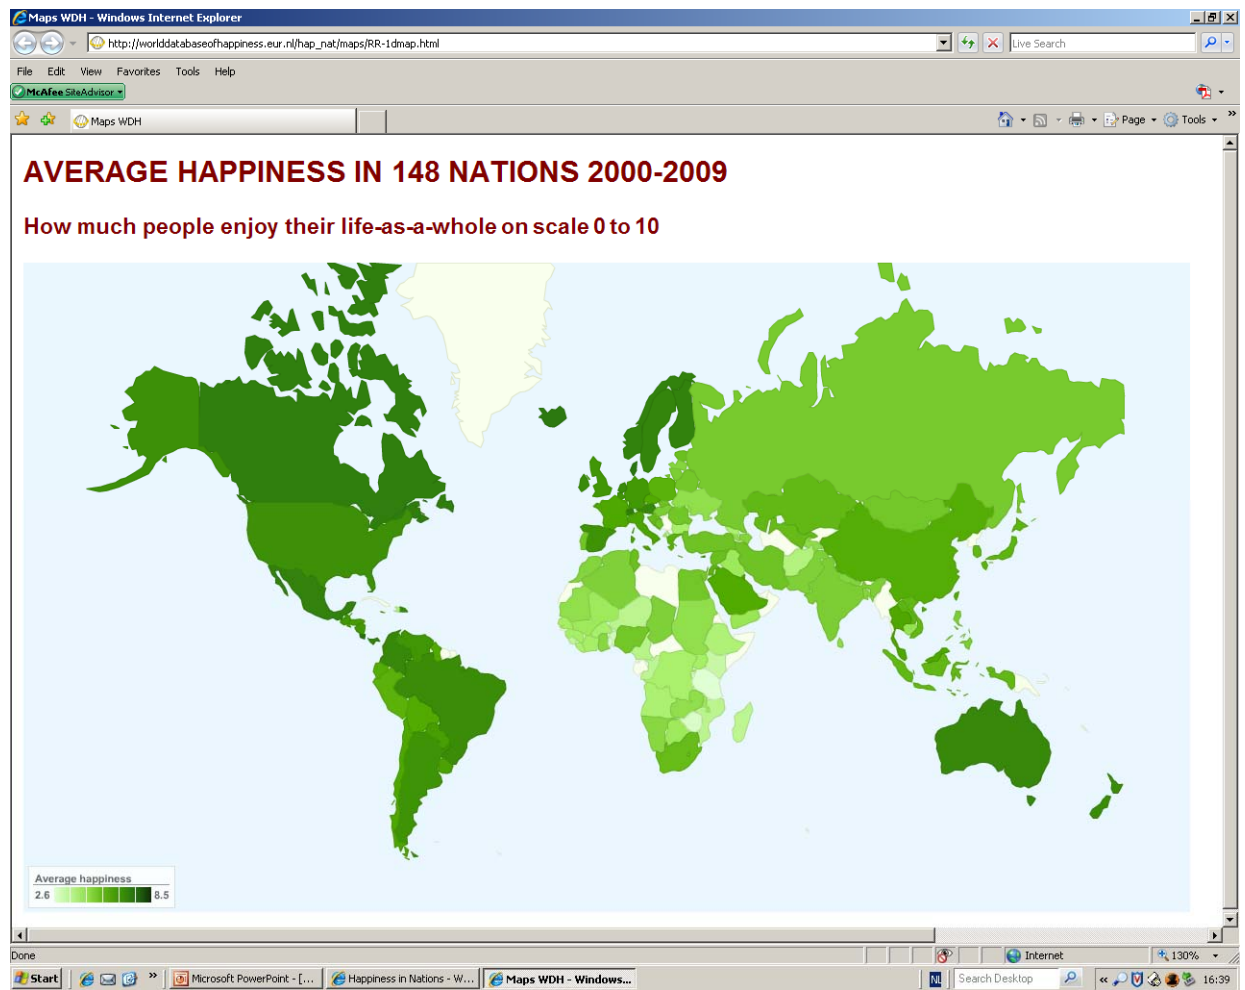 Maps WDH - Windows Internet Explorer
http://worlddatabaseofhappiness.eur.nl/hap_nat/maps/RR-1dmap.html
Live Search
File Edit View Favorites Tools Help
McAfee SiteAdvisor
Maps WDH
Page Tools »
AVERAGE HAPPINESS IN 148 NATIONS 2000-2009
How much people enjoy their life-as-a-whole on scale 0 to 10
Average happiness
2.6 8.5
Done Internet 130%
Start » Microsoft PowerPoint - [... Happiness in Nations - W... Maps WDH - Windows... NL Search Desktop « 16:39